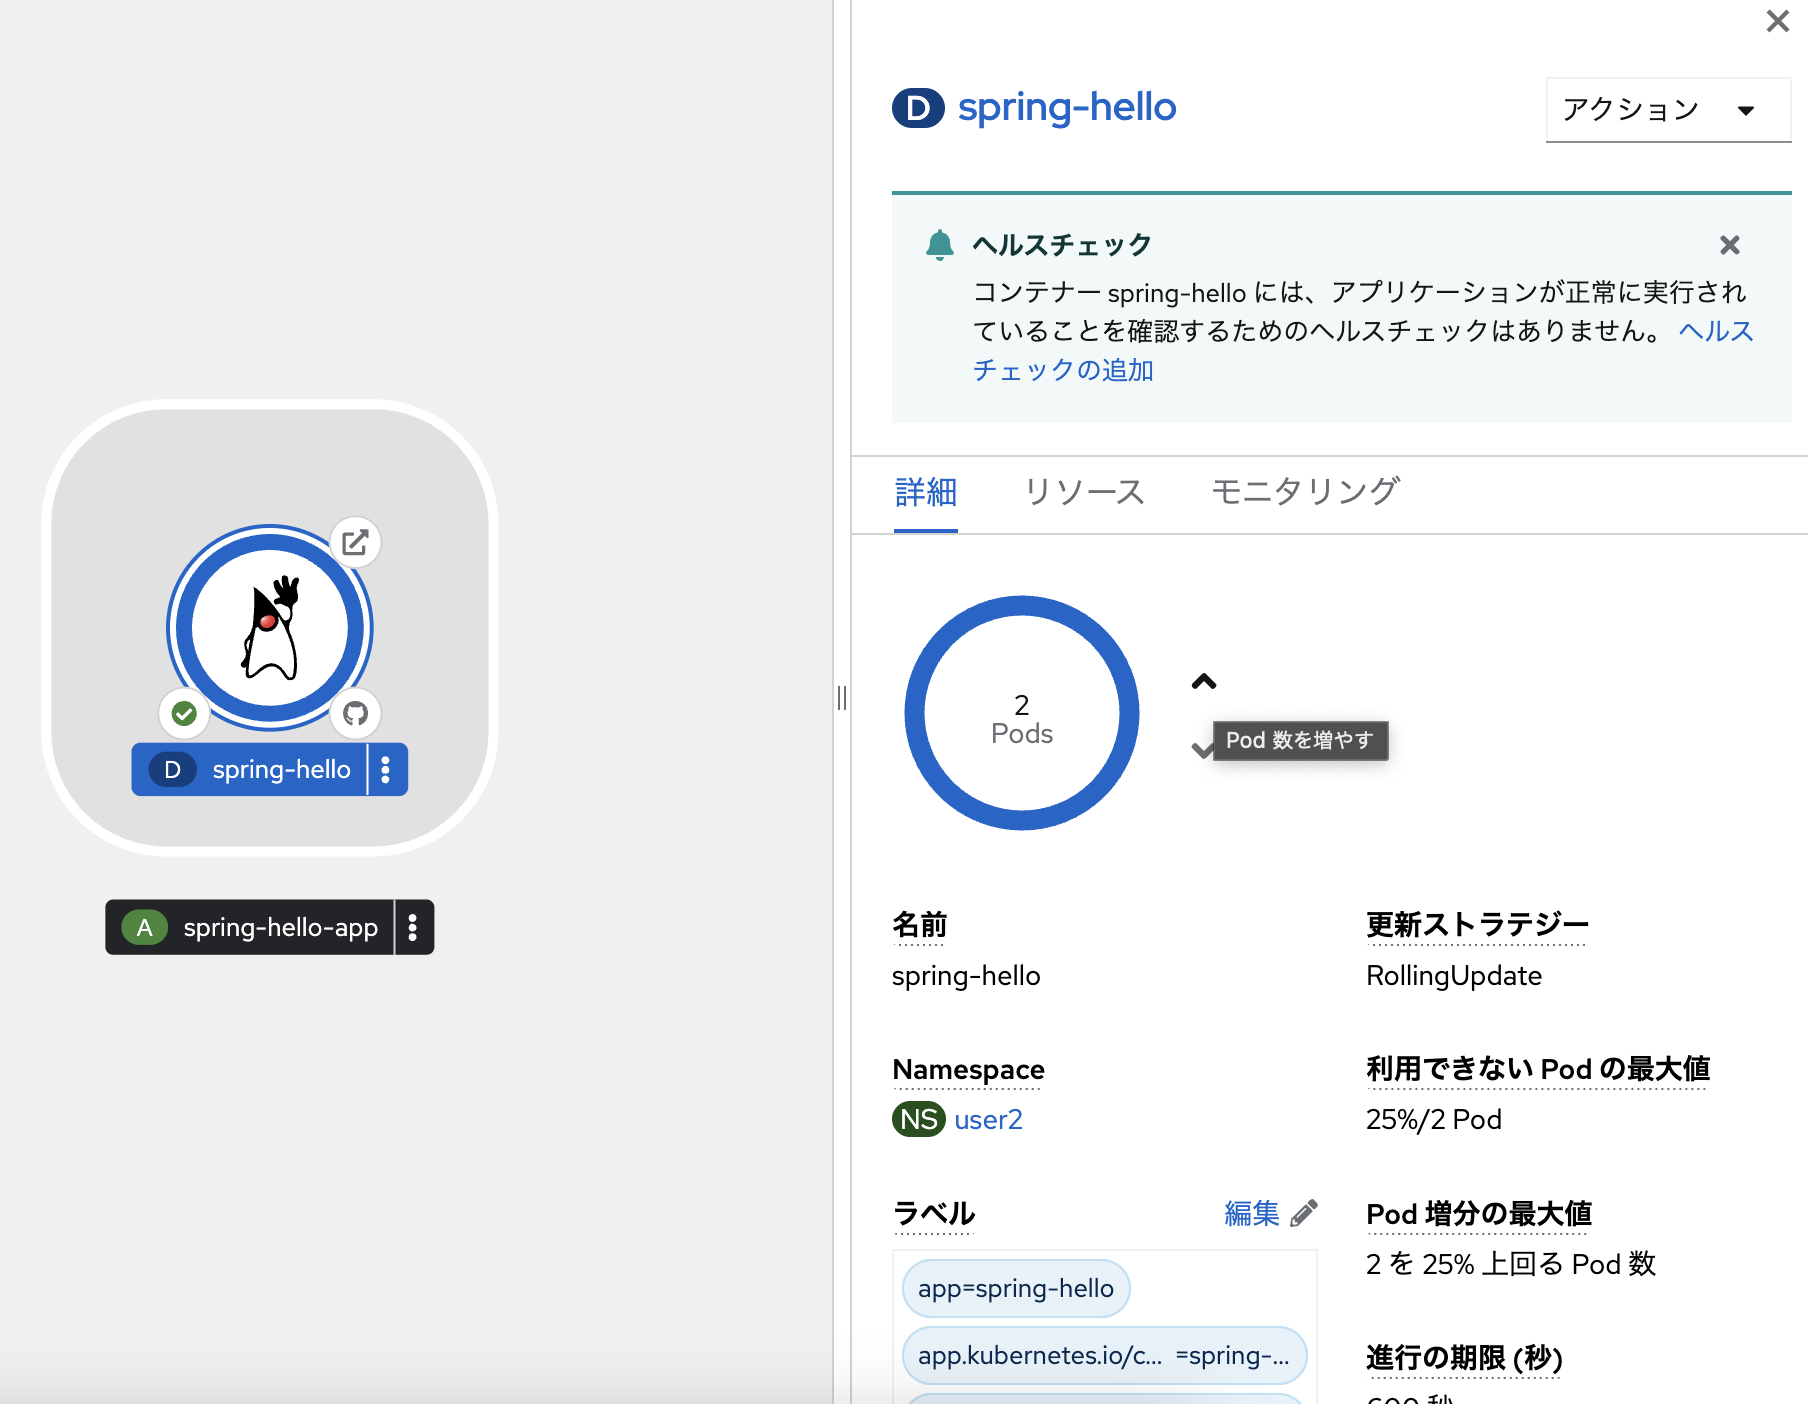 D spring-hello
アクション
ヘルスチェック
コンテナー spring-hello には、アプリケーションが正常に実行され
ていることを確認するためのヘルスチェックはありません。 ヘルス
チェックの追加
詳細 リソース モニタリング
2
Pods
Pod 数を増やす
D spring-hello
A spring-hello-app
名前
spring-hello
更新ストラテジー
RollingUpdate
Namespace
NS user2
利用できない Pod の最大値
25%/2 Pod
ラベル 編集
app=spring-hello
app.kubernetes.io/c... =spring-...
Pod 増分の最大値
2 を 25% 上回る Pod 数
進行の期限 (秒)
600 秒